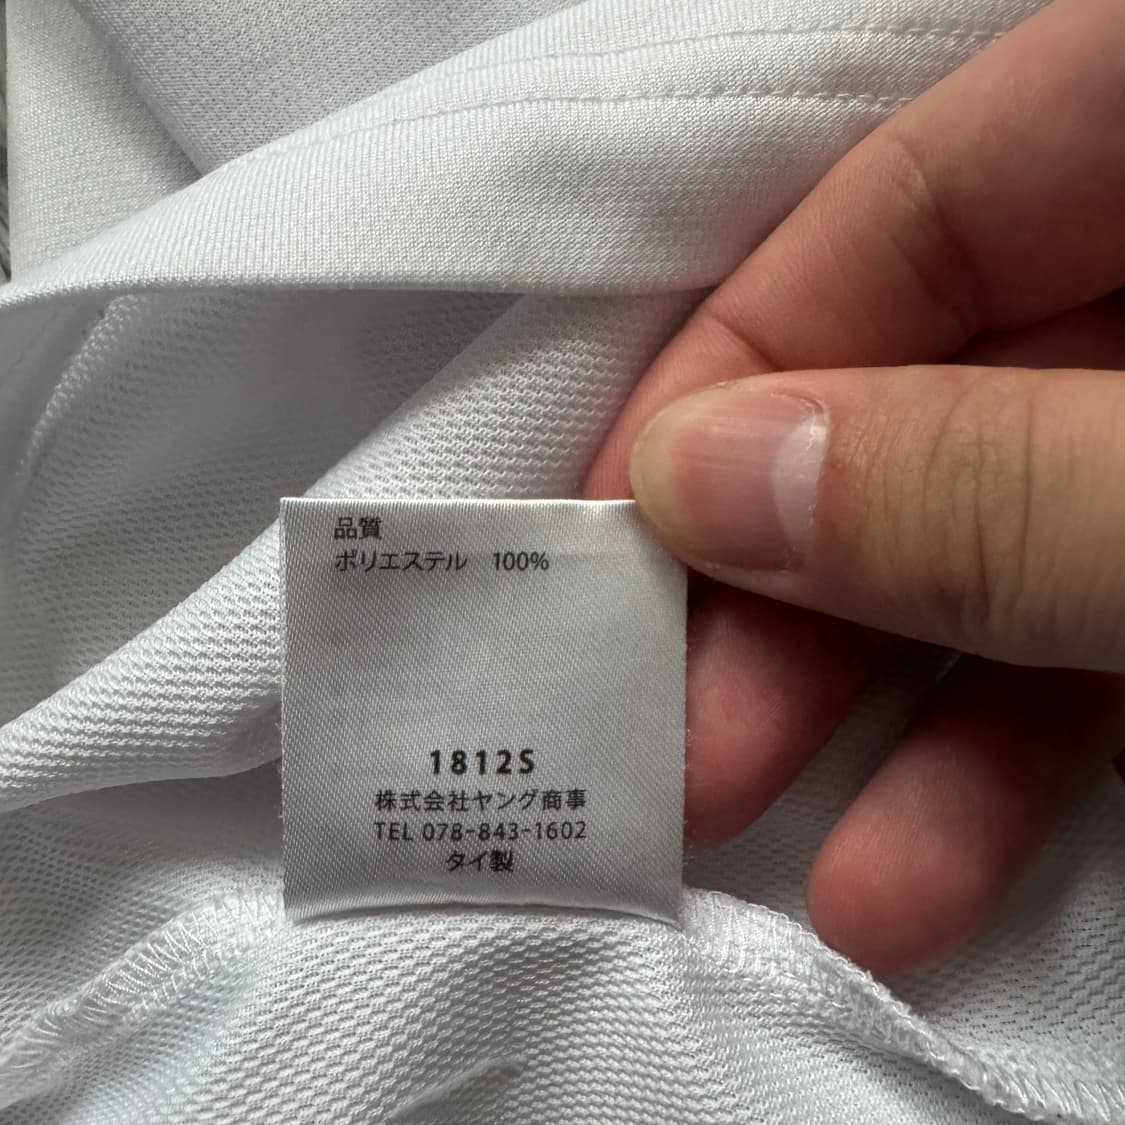 品質
ポリエステル　100%
1812S
株式会社ヤング商事
TEL 078-843-1602
タイ製